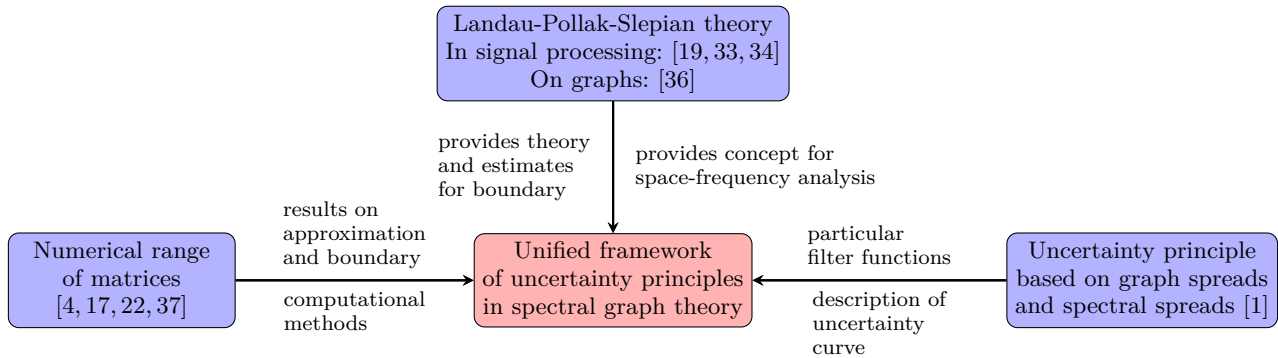 Landau-Pollak-Slepian theory
In signal processing: [19, 33, 34]
On graphs: [36]
provides theory
and estimates
for boundary
provides concept for
space-frequency analysis
Numerical range
of matrices
[4, 17, 22, 37]
results on
approximation
and boundary
computational
methods
Unified framework
of uncertainty principles
in spectral graph theory
particular
filter functions
description of
uncertainty
curve
Uncertainty principle
based on graph spreads
and spectral spreads [1]